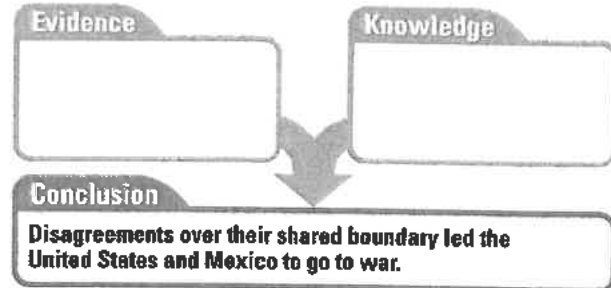 Evidence
Knowledge
Conclusion
Disagreements over their shared boundary led the
United States and Mexico to go to war.